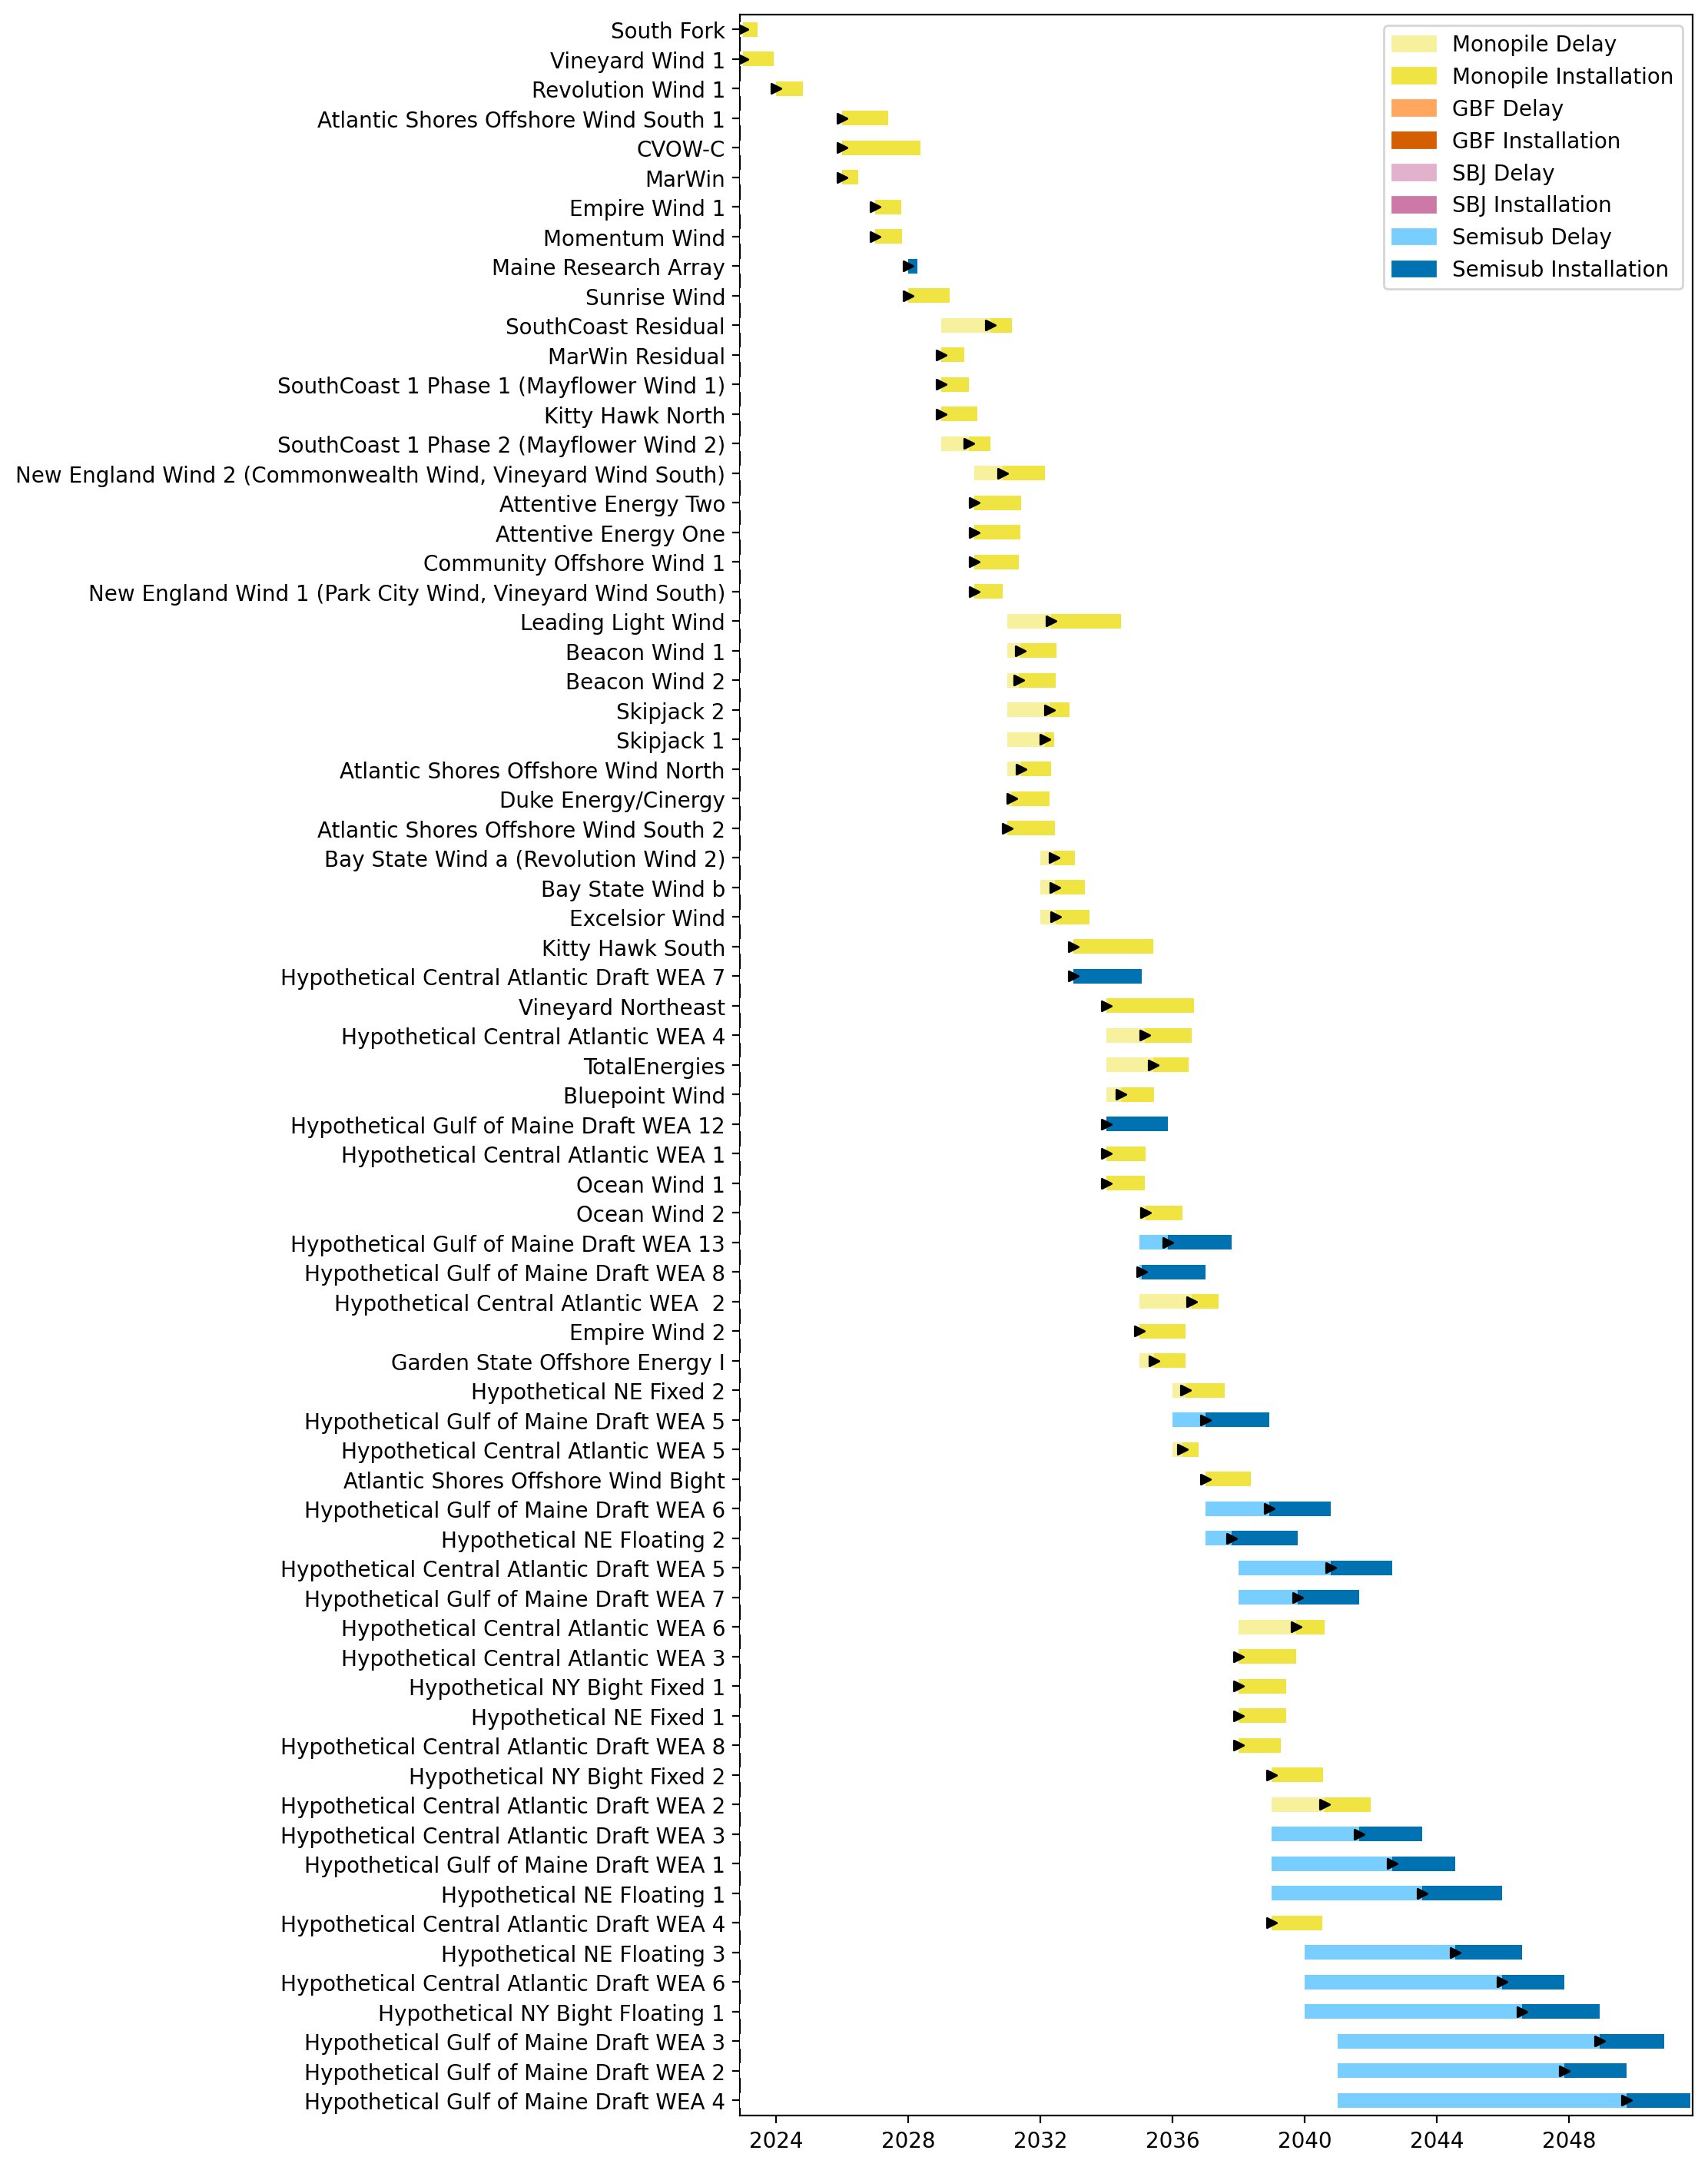 South Fork
Vineyard Wind 1
Revolution Wind 1
Atlantic Shores Offshore Wind South 1
CVOW-C
MarWin
Empire Wind 1
Momentum Wind
Maine Research Array
Sunrise Wind
SouthCoast Residual
MarWin Residual
SouthCoast 1 Phase 1 (Mayflower Wind 1)
Kitty Hawk North
SouthCoast 1 Phase 2 (Mayflower Wind 2)
New England Wind 2 (Commonwealth Wind, Vineyard Wind South)
Attentive Energy Two
Attentive Energy One
Community Offshore Wind 1
New England Wind 1 (Park City Wind, Vineyard Wind South)
Leading Light Wind
Beacon Wind 1
Beacon Wind 2
Skipjack 2
Skipjack 1
Atlantic Shores Offshore Wind North
Duke Energy/Cinergy
Atlantic Shores Offshore Wind South 2
Bay State Wind a (Revolution Wind 2)
Bay State Wind b
Excelsior Wind
Kitty Hawk South
Hypothetical Central Atlantic Draft WEA 7
Vineyard Northeast
Hypothetical Central Atlantic WEA 4
TotalEnergies
Bluepoint Wind
Hypothetical Gulf of Maine Draft WEA 12
Hypothetical Central Atlantic WEA 1
Ocean Wind 1
Ocean Wind 2
Hypothetical Gulf of Maine Draft WEA 13
Hypothetical Gulf of Maine Draft WEA 8
Hypothetical Central Atlantic WEA  2
Empire Wind 2
Garden State Offshore Energy I
Hypothetical NE Fixed 2
Hypothetical Gulf of Maine Draft WEA 5
Hypothetical Central Atlantic WEA 5
Atlantic Shores Offshore Wind Bight
Hypothetical Gulf of Maine Draft WEA 6
Hypothetical NE Floating 2
Hypothetical Central Atlantic Draft WEA 5
Hypothetical Gulf of Maine Draft WEA 7
Hypothetical Central Atlantic WEA 6
Hypothetical Central Atlantic WEA 3
Hypothetical NY Bight Fixed 1
Hypothetical NE Fixed 1
Hypothetical Central Atlantic Draft WEA 8
Hypothetical NY Bight Fixed 2
Hypothetical Central Atlantic Draft WEA 2
Hypothetical Central Atlantic Draft WEA 3
Hypothetical Gulf of Maine Draft WEA 1
Hypothetical NE Floating 1
Hypothetical Central Atlantic Draft WEA 4
Hypothetical NE Floating 3
Hypothetical Central Atlantic Draft WEA 6
Hypothetical NY Bight Floating 1
Hypothetical Gulf of Maine Draft WEA 3
Hypothetical Gulf of Maine Draft WEA 2
Hypothetical Gulf of Maine Draft WEA 4
2024 2028 2032 2036 2040 2044 2048
Monopile Delay
Monopile Installation
GBF Delay
GBF Installation
SBJ Delay
SBJ Installation
Semisub Delay
Semisub Installation